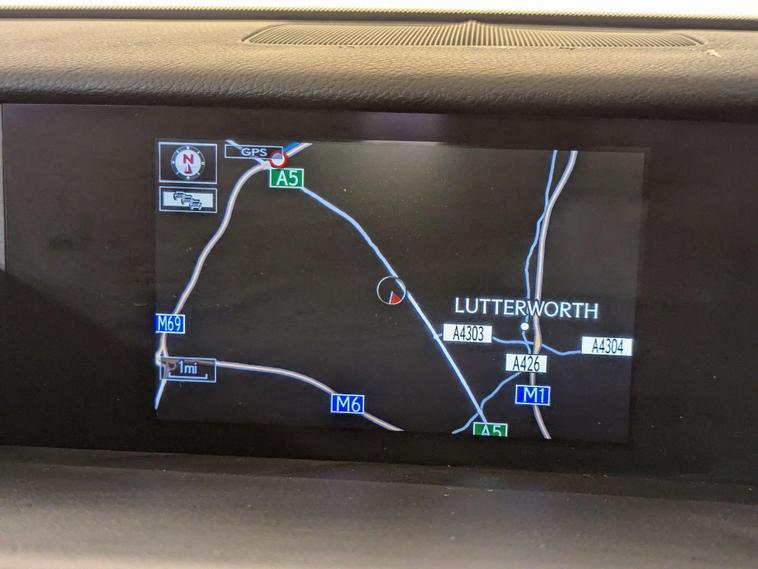 N
GPS
A5
LUTTERWORTH
M69
A4303
A4304
A426
1mi
M1
M6
A5